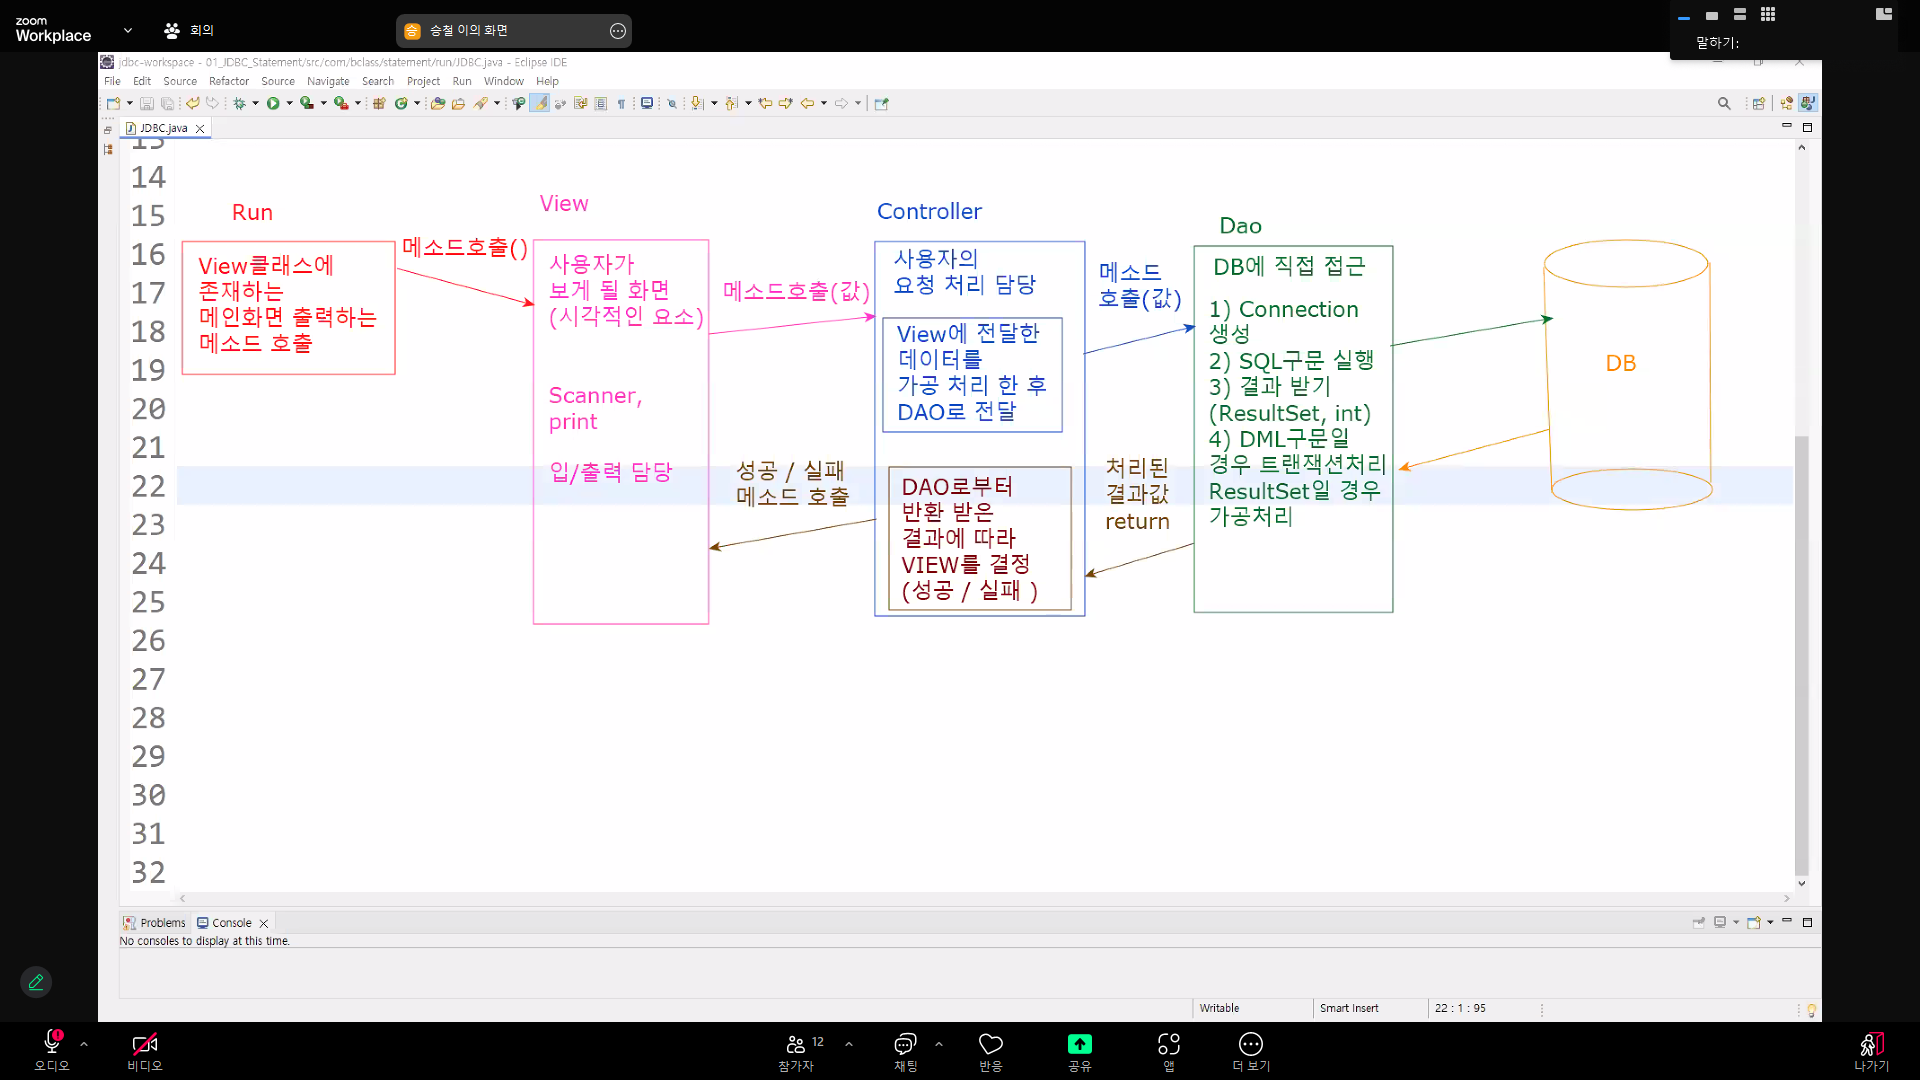 zoom
Workplace
회의
승 승철 이의 화면
말하기:
jdbc-workspace - 01_JDBC_Statement/src/com/bclass/statement/run/JDBC.java - Eclipse IDE
File Edit Source Refactor Source Navigate Search Project Run Window Help
JDBC.java
13
14
15
16
17
18
19
20
21
22
23
24
25
26
27
28
29
30
31
32
Run
View클래스에
존재하는
메인화면 출력하는
메소드 호출
메소드호출()
View
사용자가
보게 될 화면
(시각적인 요소)
Scanner,
print
입/출력 담당
메소드호출(값)
성공 / 실패
메소드 호출
Controller
사용자의
요청 처리 담당
View에 전달한
데이터를
가공 처리 한 후
DAO로 전달
DAO로부터
반환 받은
결과에 따라
VIEW를 결정
(성공 / 실패 )
메소드
호출(값)
처리된
결과값
return
Dao
DB에 직접 접근
1) Connection
생성
2) SQL구문 실행
3) 결과 받기
(ResultSet, int)
4) DML구문일
경우 트랜잭션처리
ResultSet일 경우
가공처리
DB
Problems Console
No consoles to display at this time.
Writable Smart Insert 22 : 1 : 95
오디오 비디오 참가자 12 채팅 반응 공유 앱 더 보기 나가기